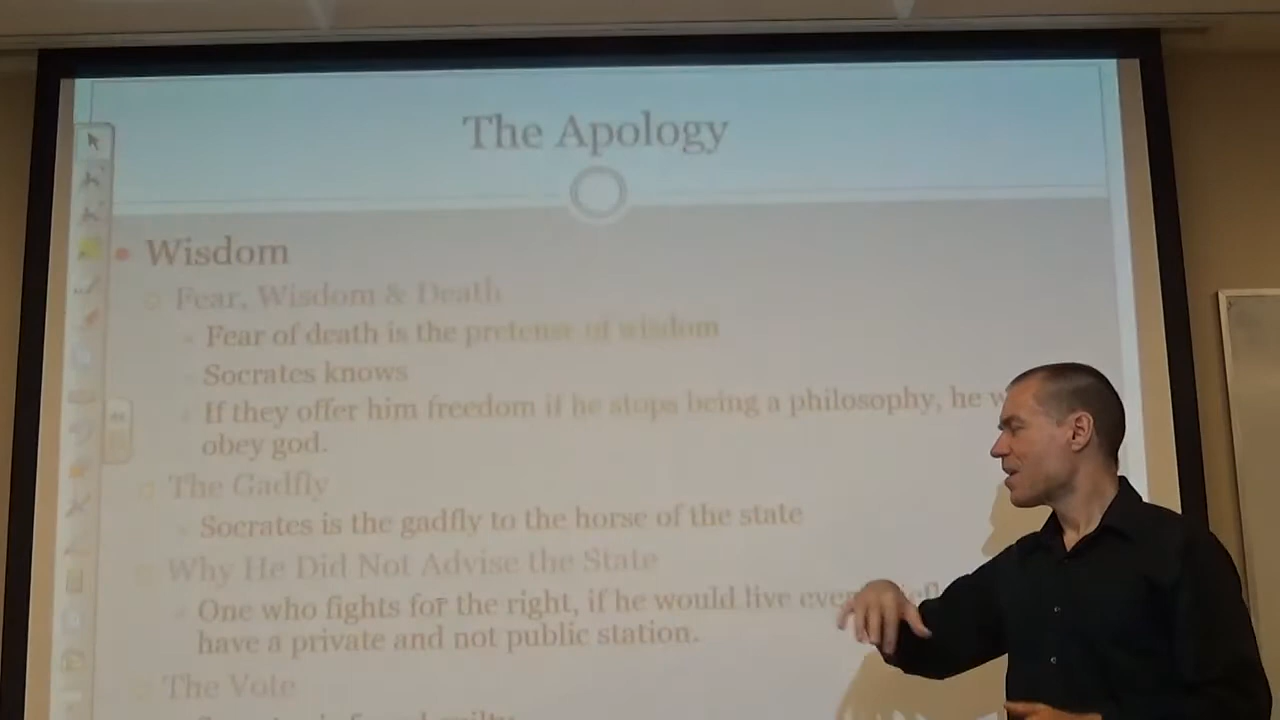 The Apology
Wisdom
Fear, Wisdom & Death
Fear of death is the pretense of wisdom
Socrates knows
If they offer him freedom if he stops being a philosophy, he
obey god.
The Gadfly
Socrates is the gadfly to the horse of the state
Why He Did Not Advise the State
One who fights for the right, if he would live even
have a private and not public station.
The Vote